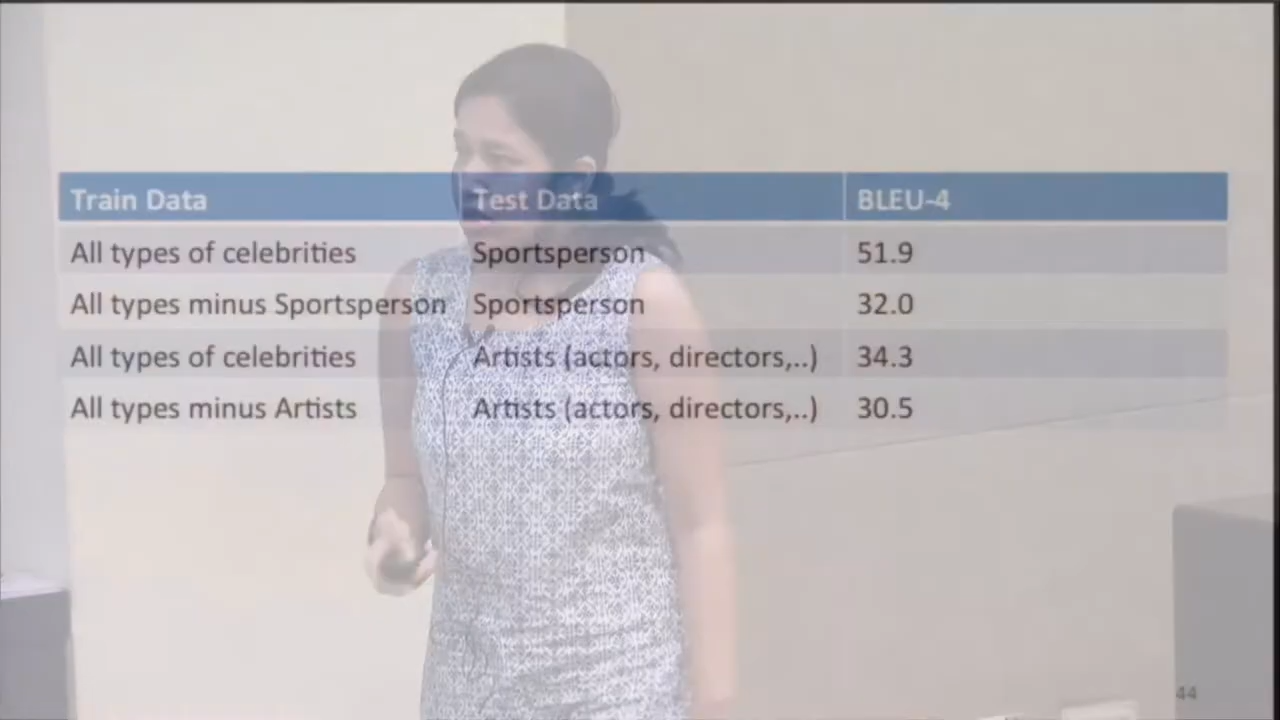 Train Data Test Data BLEU-4
All types of celebrities Sportsperson 51.9
All types minus Sportsperson Sportsperson 32.0
All types of celebrities Artists (actors, directors,..) 34.3
All types minus Artists Artists (actors, directors,..) 30.5
44